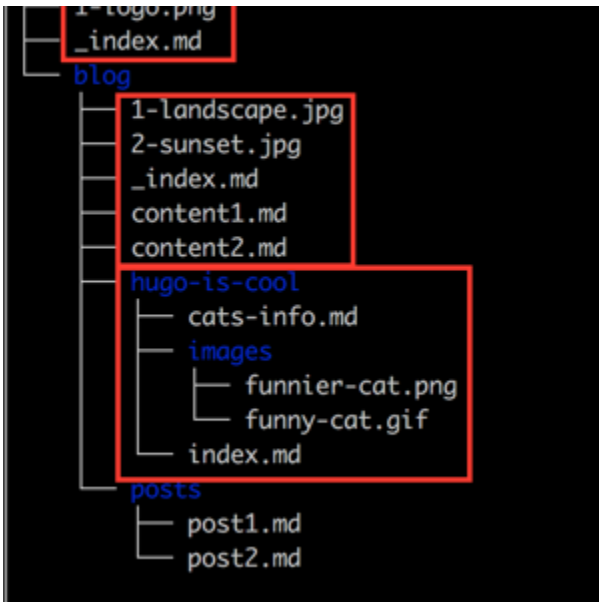 1-logo.png
_index.md
blog
1-landscape.jpg
2-sunset.jpg
_index.md
content1.md
content2.md
hugo-is-cool
cats-info.md
images
funnier-cat.png
funny-cat.gif
index.md
posts
post1.md
post2.md